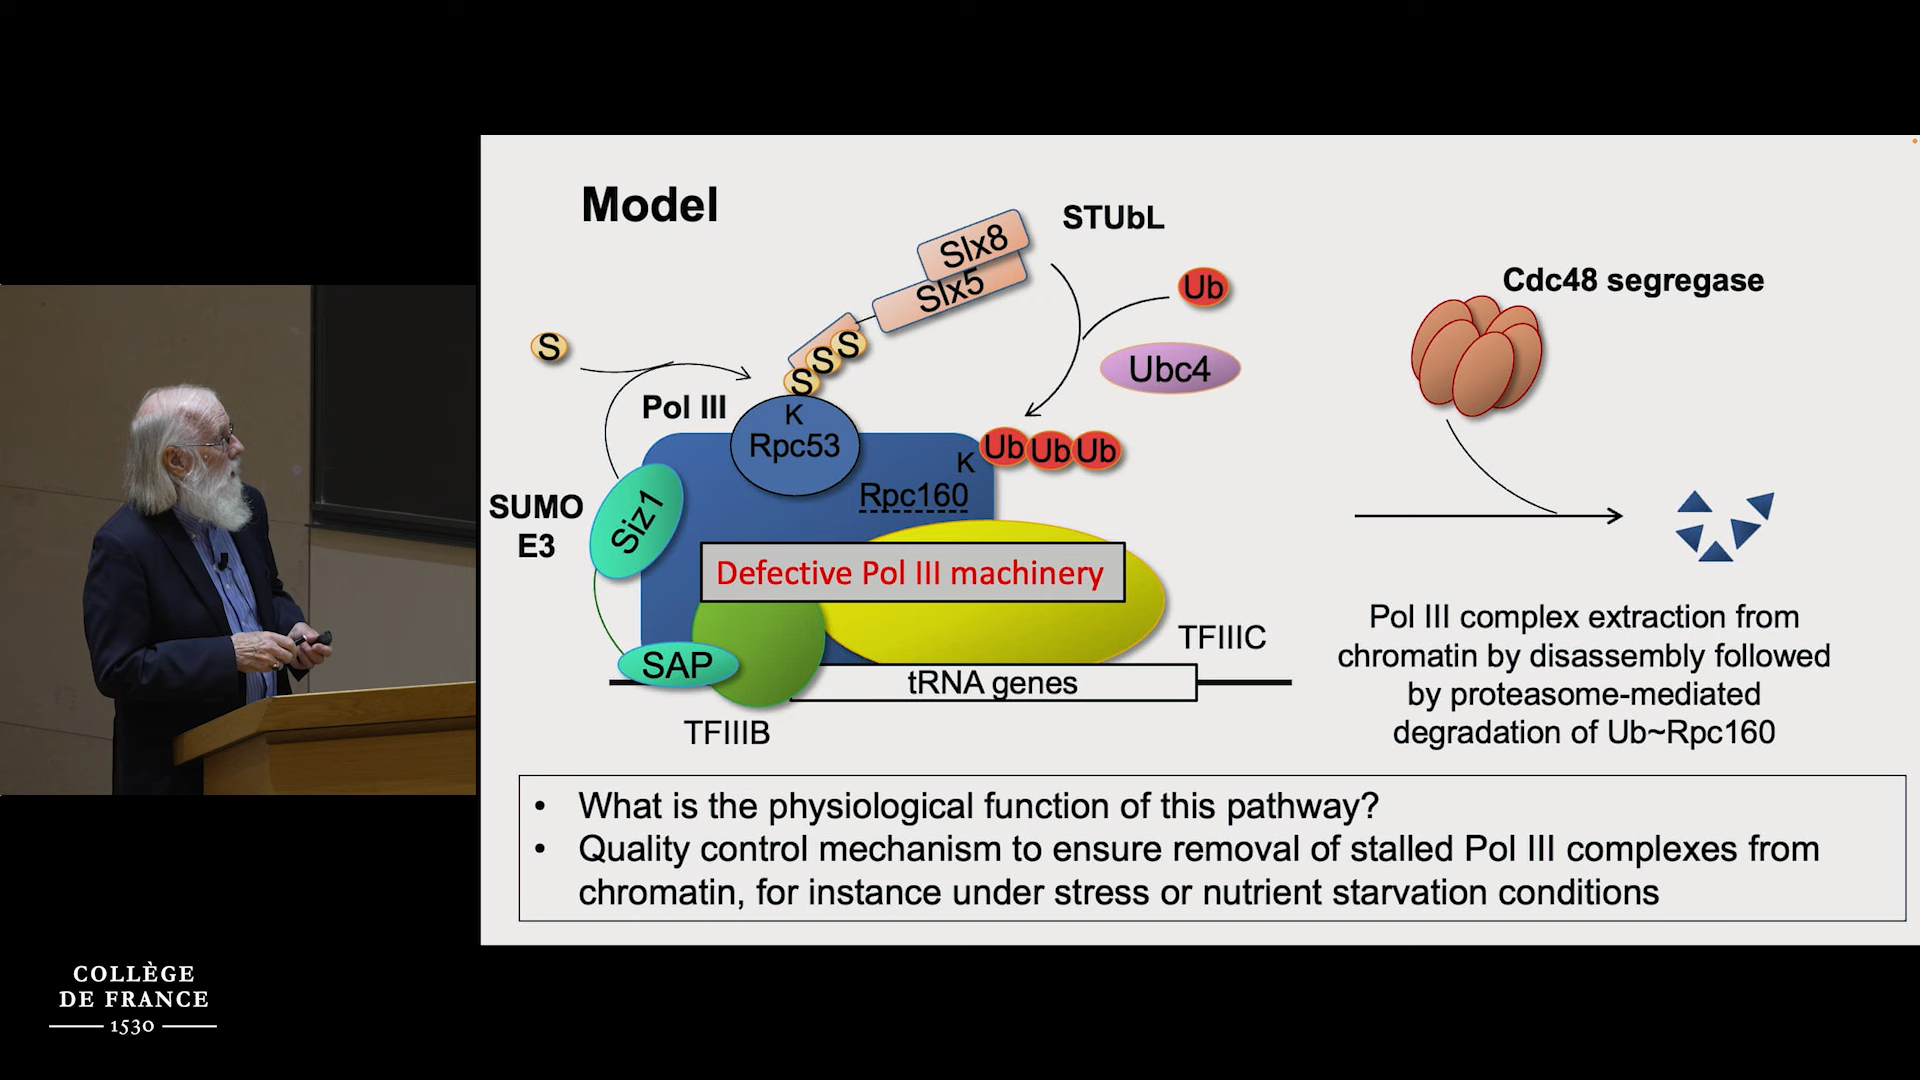 Model
STUbL
Slx8
Slx5
Ub
Cdc48 segregase
S
S
S
S
Ubc4
Pol III
K
Rpc53
Ub Ub Ub
K
Rpc160
SUMO
E3
Siz1
Defective Pol III machinery
TFIIIC
SAP
tRNA genes
TFIIIB
Pol III complex extraction from
chromatin by disassembly followed
by proteasome-mediated
degradation of Ub~Rpc160
• What is the physiological function of this pathway?
• Quality control mechanism to ensure removal of stalled Pol III complexes from
chromatin, for instance under stress or nutrient starvation conditions
COLLÈGE
DE FRANCE
1530